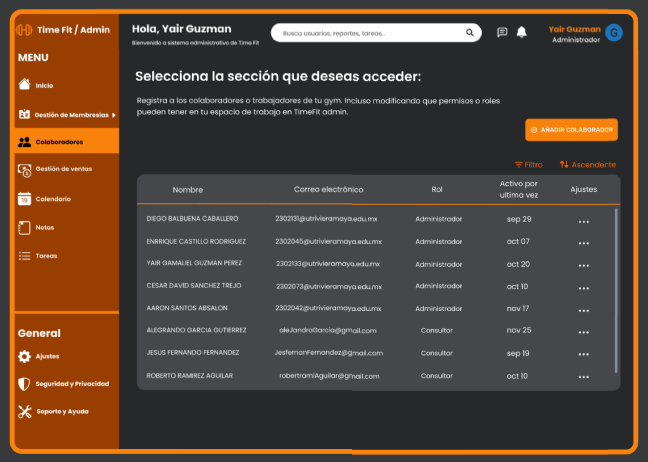 Time Fit / Admin
Hola, Yair Guzman
Bienvenido a sistema administrativo de Time Fit
Busca usuarios, reportes, tareas..
Yair Guzman
Administrador
G
MENU
Inicio
Gestión de Membresias
Colaboradores
Gestión de ventas
19
Calendario
Notas
Tareas
General
Ajustes
Seguridad y Privacidad
Soporte y Ayuda
Selecciona la sección que deseas acceder:
Registra a los colaboradores o trabajadores de tu gym. Incluso modificando que permisos o roles
pueden tener en tu espacio de trabajo en TimeFit admin.
AÑADIR COLABORADOR
Filtro
Ascendente
Nombre Correo electrónico Rol Activo por ultima vez Ajustes
DIEGO BALBUENA CABALLERO 2302131@utrivieramaya.edu.mx Administrador sep 29 ...
ENRRIQUE CASTILLO RODRIGUEZ 2302045@utrivieramaya.edu.mx Administrador oct 07 ...
YAIR GAMALIEL GUZMAN PEREZ 2302133@utrivieramaya.edu.mx Administrador oct 20 ...
CESAR DAVID SANCHEZ TREJO 2302073@utrivieramaya.edu.mx Administrador oct 10 ...
AARON SANTOS ABSALON 2302042@utrivieramaya.edu.mx Administrador nov 17 ...
ALEGRANDO GARCIA GUTIERREZ aleJandroGarcia@gmail.com Consultor nov 25 ...
JESUS FERNANDO FERNANDEZ JesfernanFernandez@gmail.com Consultor sep 19 ...
ROBERTO RAMIREZ AGUILAR robertramiAguilar@gmail.com Consultor oct 10 ...